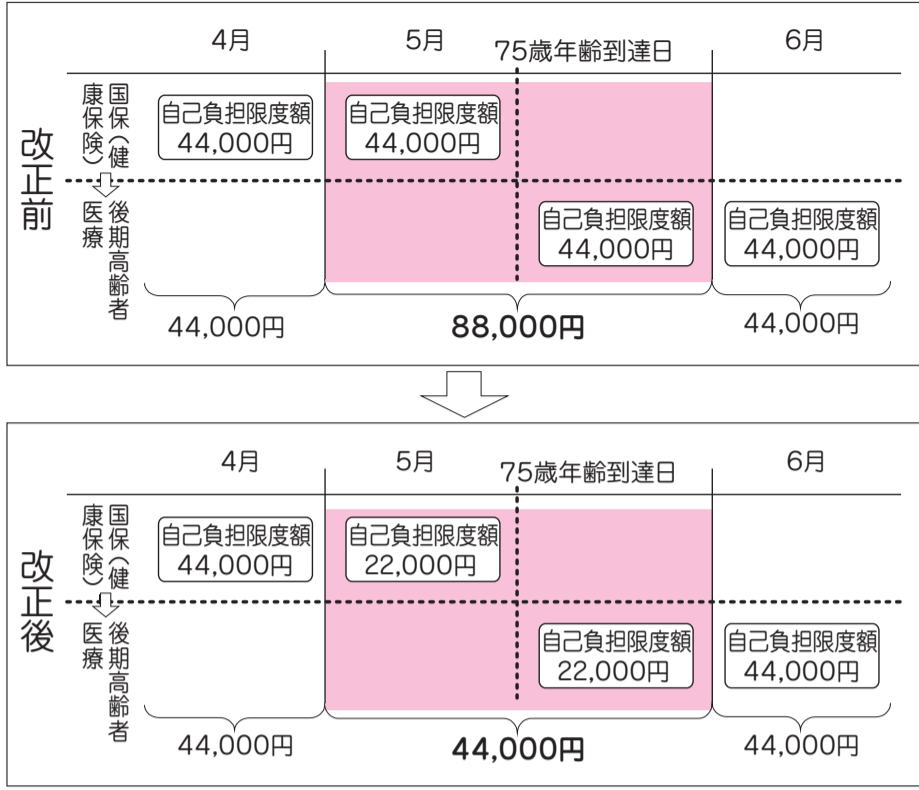 4月
5月
75歳年齢到達日
6月
改正前
国保（健康保険）
後期高齢者医療
自己負担限度額
44,000円
自己負担限度額
44,000円
自己負担限度額
44,000円
自己負担限度額
44,000円
44,000円
88,000円
44,000円
4月
5月
75歳年齢到達日
6月
改正後
国保（健康保険）
後期高齢者医療
自己負担限度額
44,000円
自己負担限度額
22,000円
自己負担限度額
22,000円
自己負担限度額
44,000円
44,000円
44,000円
44,000円